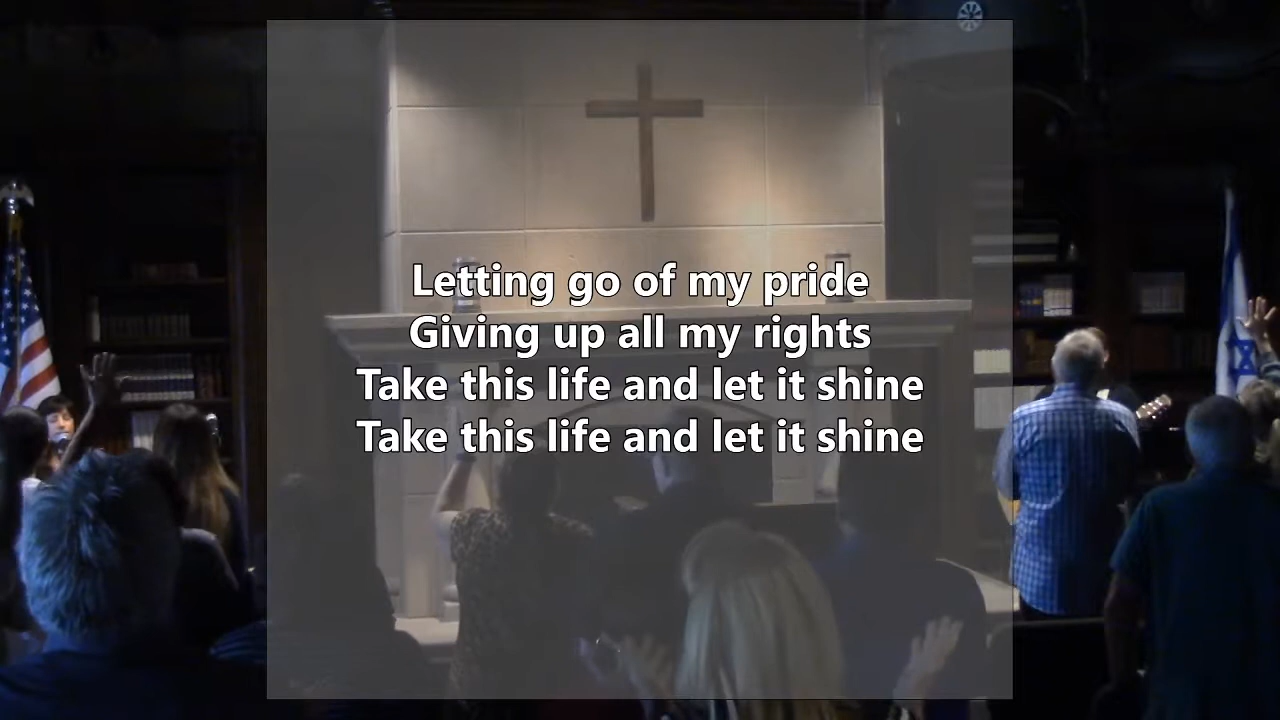 Letting go of my pride
Giving up all my rights
Take this life and let it shine
Take this life and let it shine